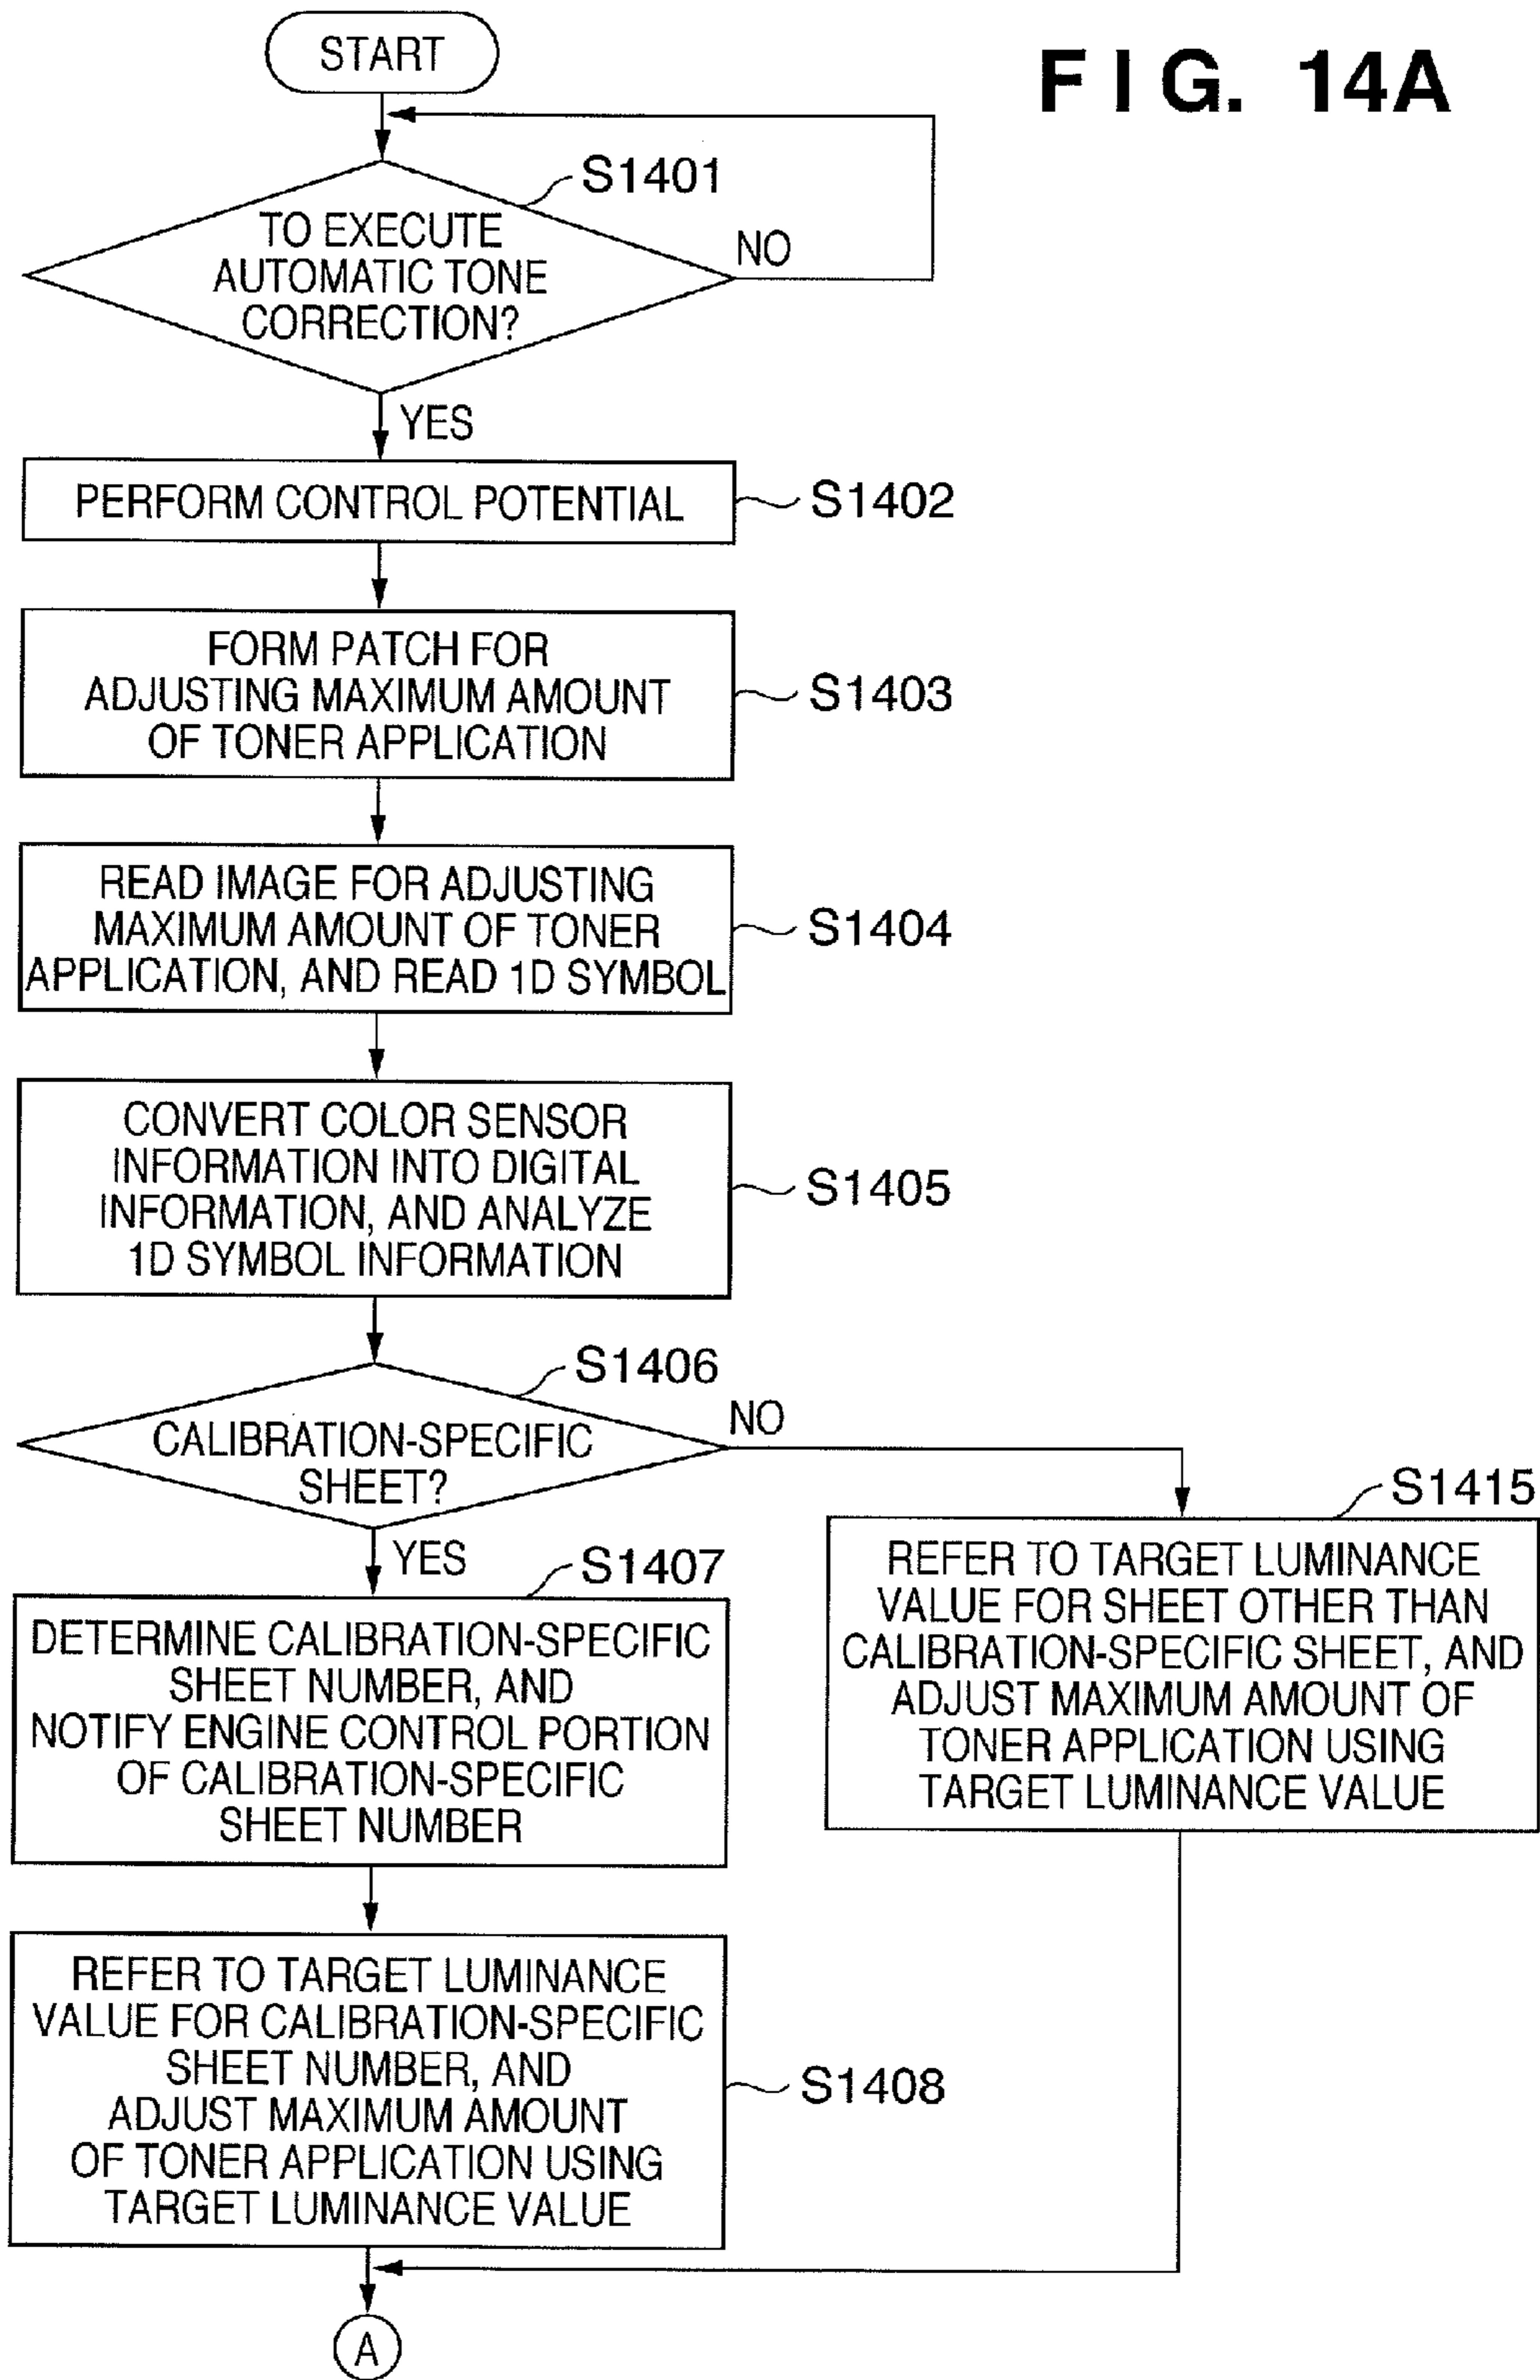 FIG. 14A
START
S1401
TO EXECUTE
AUTOMATIC TONE
CORRECTION?
NO
YES
PERFORM CONTROL POTENTIAL
S1402
FORM PATCH FOR
ADJUSTING MAXIMUM AMOUNT
OF TONER APPLICATION
S1403
READ IMAGE FOR ADJUSTING
MAXIMUM AMOUNT OF TONER
APPLICATION, AND READ 1D SYMBOL
S1404
CONVERT COLOR SENSOR
INFORMATION INTO DIGITAL
INFORMATION, AND ANALYZE
1D SYMBOL INFORMATION
S1405
S1406
CALIBRATION-SPECIFIC
SHEET?
NO
YES
S1407
DETERMINE CALIBRATION-SPECIFIC
SHEET NUMBER, AND
NOTIFY ENGINE CONTROL PORTION
OF CALIBRATION-SPECIFIC
SHEET NUMBER
S1415
REFER TO TARGET LUMINANCE
VALUE FOR SHEET OTHER THAN
CALIBRATION-SPECIFIC SHEET, AND
ADJUST MAXIMUM AMOUNT OF
TONER APPLICATION USING
TARGET LUMINANCE VALUE
REFER TO TARGET LUMINANCE
VALUE FOR CALIBRATION-SPECIFIC
SHEET NUMBER, AND
ADJUST MAXIMUM AMOUNT
OF TONER APPLICATION USING
TARGET LUMINANCE VALUE
S1408
A